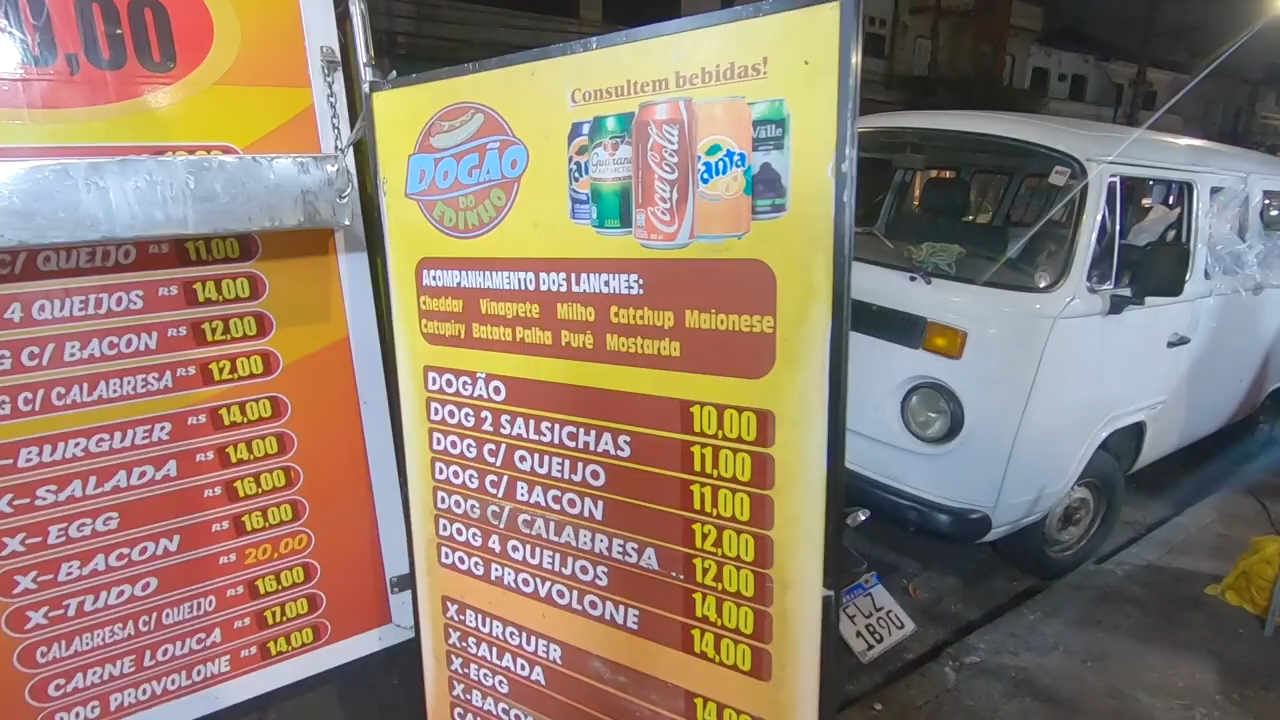 0,00
C/ QUEIJO R$ 11,00
4 QUEIJOS R$ 14,00
G C/ BACON R$ 12,00
G C/ CALABRESA R$ 12,00
-BURGUER R$ 14,00
X-SALADA R$ 14,00
X-EGG R$ 16,00
X-BACON R$ 16,00
X-TUDO R$ 20,00
CALABRESA C/ QUEIJO R$ 16,00
CARNE LOUCA R$ 17,00
DOG PROVOLONE R$ 14,00
Consultem bebidas!
DOGÃO
DO
EDINHO
Guaraná
ANTARCTICA
Coca-Cola
Fanta
Valle
ACOMPANHAMENTO DOS LANCHES:
Cheddar Vinagrete Milho Catchup Maionese
Catupiry Batata Palha Purê Mostarda
DOGÃO 10,00
DOG 2 SALSICHAS 11,00
DOG C/ QUEIJO 11,00
DOG C/ BACON 12,00
DOG C/ CALABRESA 12,00
DOG 4 QUEIJOS 14,00
DOG PROVOLONE 14,00
X-BURGUER 14,00
X-SALADA
X-EGG
X-BACON
BRASIL
FLZ
1B90